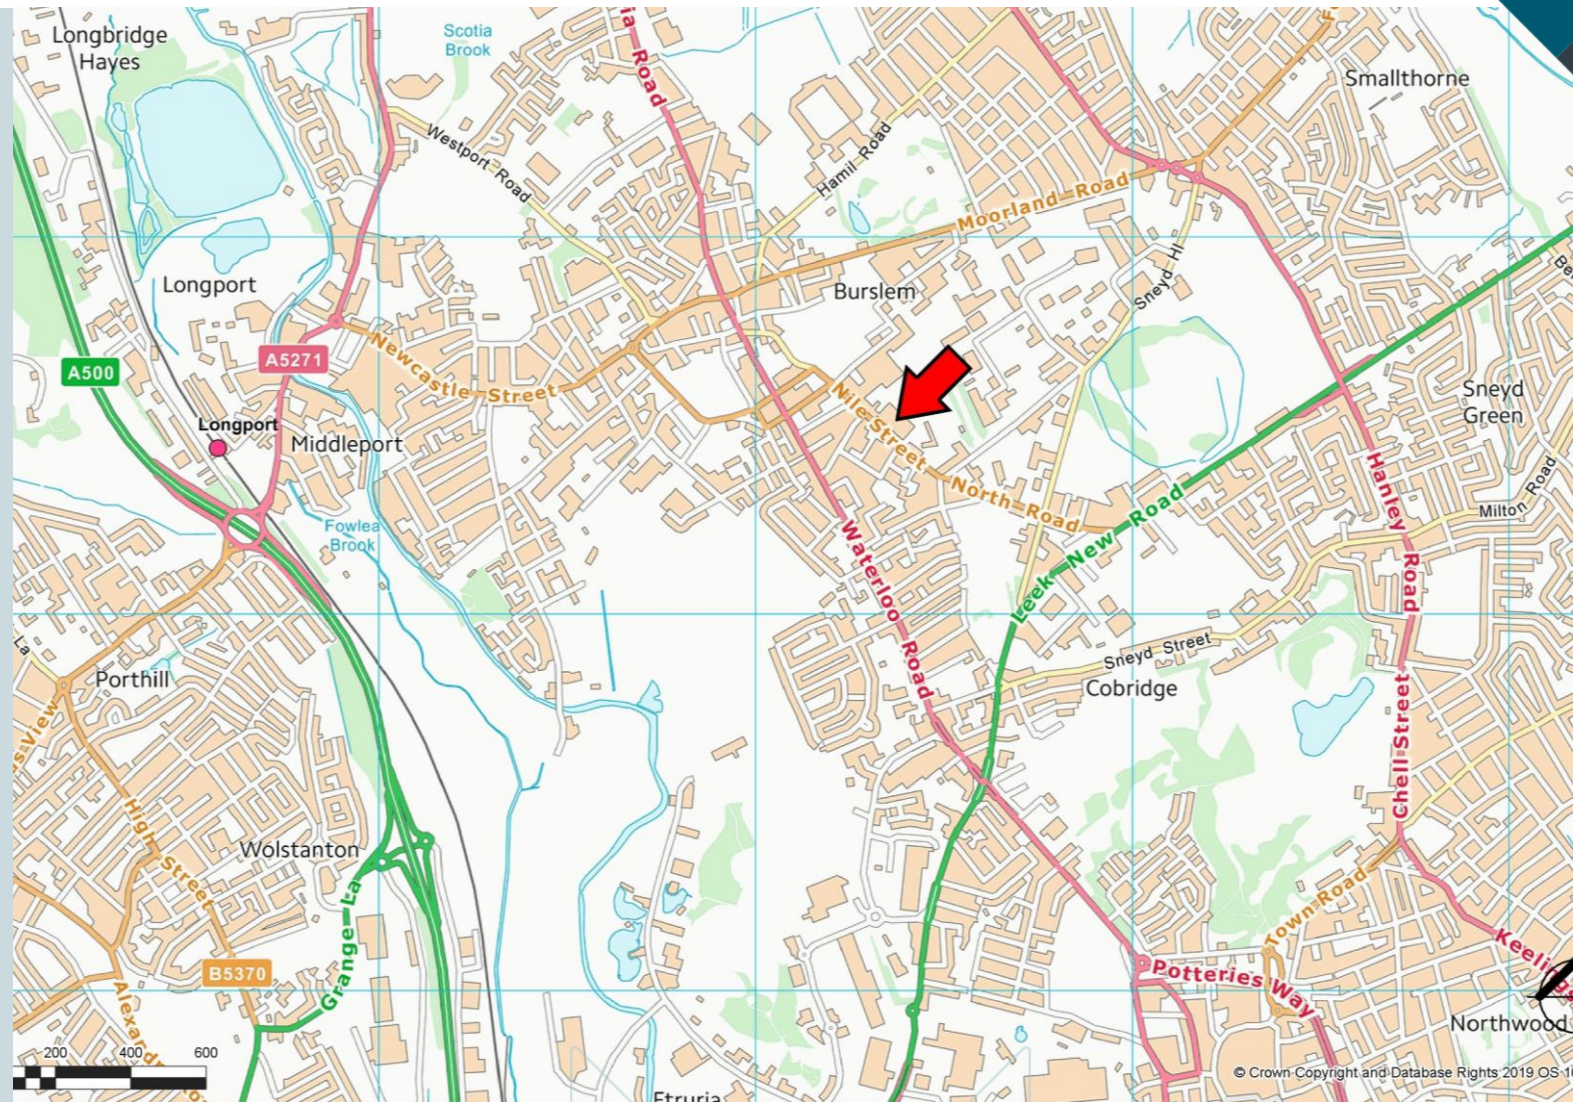 Longbridge
Hayes
Scotia
Brook
Road
Smallthorne
Westport Road
Hamil Road
Moorland Road
Sneyd Hl
Longport
Burslem
A500
A5271
Newcastle Street
Nile Street
Sneyd
Green
Longport
Middleport
North Road
Leek New Road
Hanley Road
Milton Road
Fowlea
Brook
Waterloo Road
La
Porthill
Sneyd Street
Cobridge
View
Chell Street
High Street
Wolstanton
Grange La
Town Road
B5370
Potteries Way
Northwood
200 400 600
© Crown Copyright and Database Rights 2019 OS
Etruria